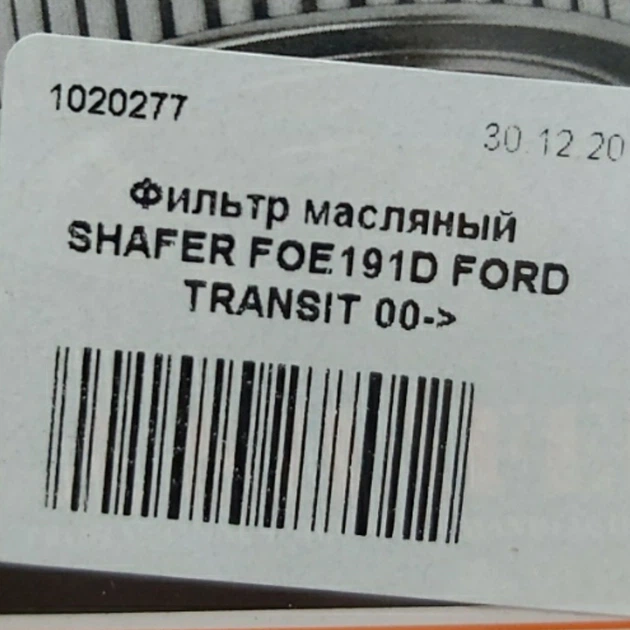 1020277
30.12.20
Фильтр масляный
SHAFER FOE191D FORD
TRANSIT 00->